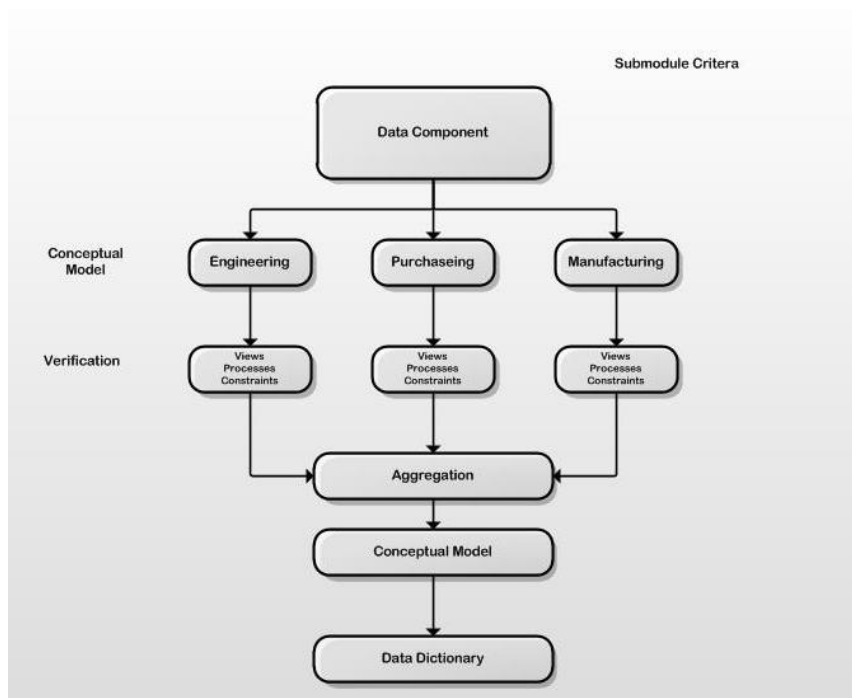 Submodule Critera
Data Component
Conceptual
Model
Engineering
Purchaseing
Manufacturing
Verification
Views
Processes
Constraints
Views
Processes
Constraints
Views
Processes
Constraints
Aggregation
Conceptual Model
Data Dictionary